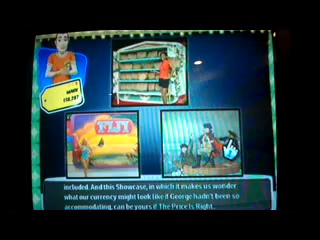 FIJI
included. And this Showcase, in which it makes us wonder
what our currency might look like if George hadn't been so
accommodating, can be yours if The Price Is Right.